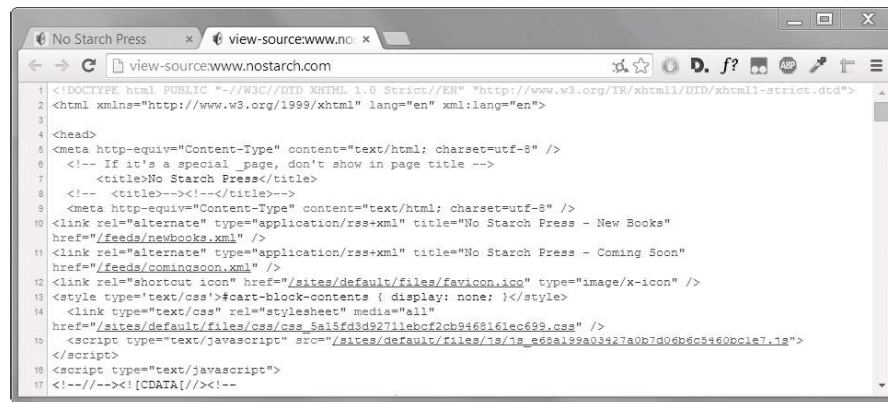 No Starch Press ×
view-source:www.no ×
view-source:www.nostarch.com D. f? ABP
1 <!DOCTYPE html PUBLIC "-//W3C//DTD XHTML 1.0 Strict//EN" "http://www.w3.org/TR/xhtml1/DTD/xhtml1-strict.dtd">
2 <html xmlns="http://www.w3.org/1999/xhtml" lang="en" xml:lang="en">
3
4 <head>
5 <meta http-equiv="Content-Type" content="text/html; charset=utf-8" />
6 <!-- If it's a special _page, don't show in page title -->
7 <title>No Starch Press</title>
8 <!-- <title>--><!--</title>-->
9 <meta http-equiv="Content-Type" content="text/html; charset=utf-8" />
10 <link rel="alternate" type="application/rss+xml" title="No Starch Press - New Books"
href="/feeds/newbooks.xml" />
11 <link rel="alternate" type="application/rss+xml" title="No Starch Press - Coming Soon"
href="/feeds/comingsoon.xml" />
12 <link rel="shortcut icon" href="/sites/default/files/favicon.ico" type="image/x-icon" />
13 <style type='text/css'>#cart-block-contents { display: none; }</style>
14 <link type="text/css" rel="stylesheet" media="all"
href="/sites/default/files/css/css_5a15fd3d92711ebcf2cb9468161ec699.css" />
15 <script type="text/javascript" src="/sites/default/files/js/js_e68a199a03427a0b7d06b6c5460bc1e7.js">
</script>
16 <script type="text/javascript">
17 <!--//--><![CDATA[//><!--